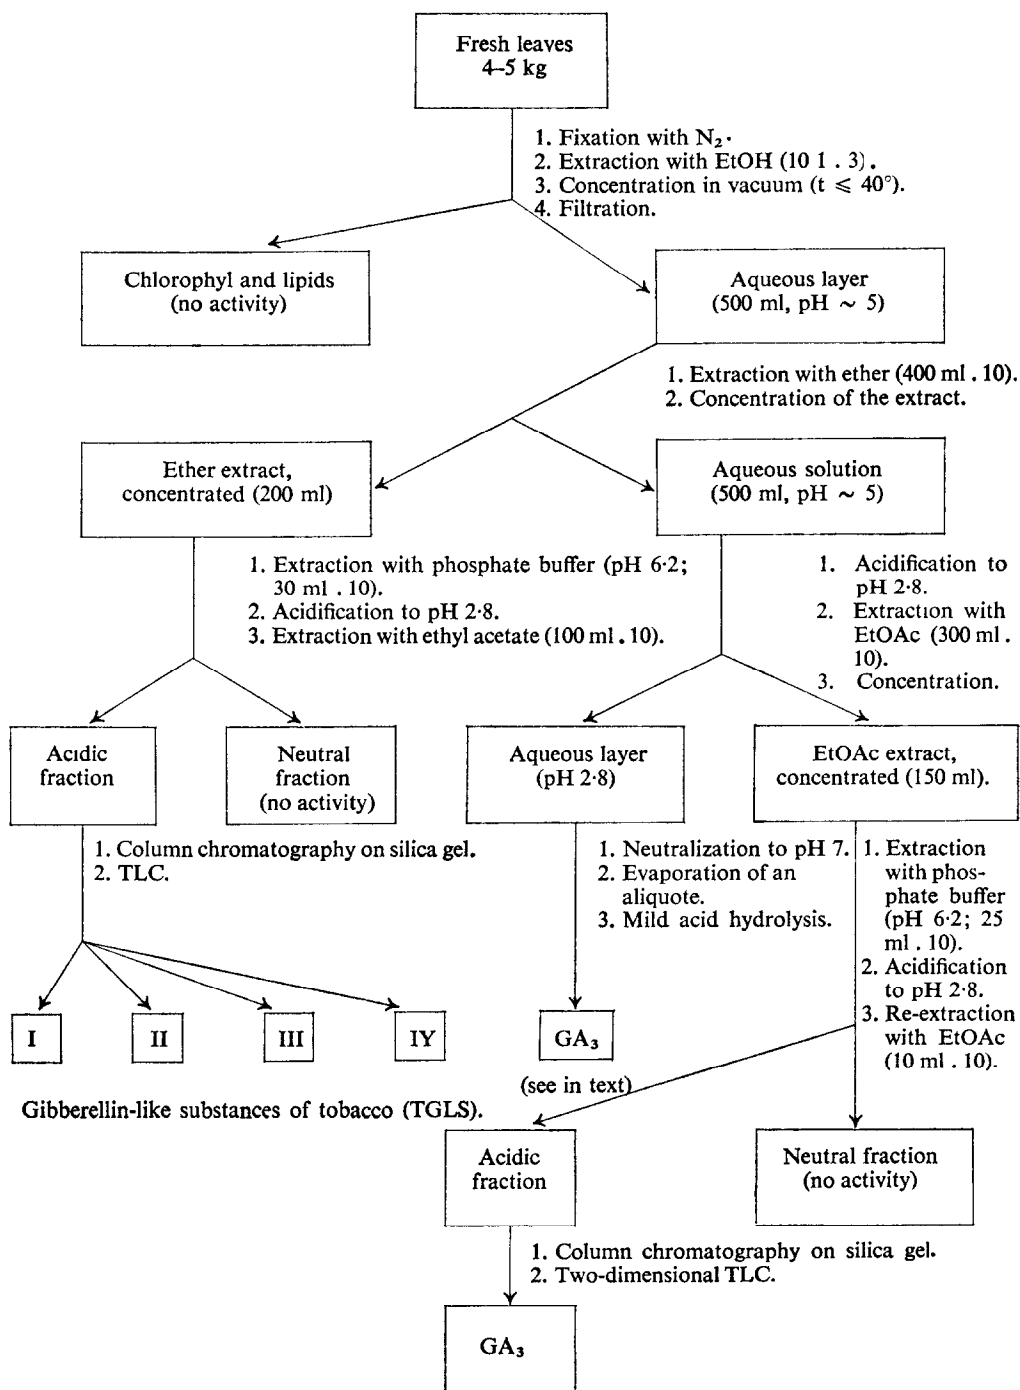 Fresh leaves
4–5 kg
1. Fixation with N₂.
2. Extraction with EtOH (10 1 . 3).
3. Concentration in vacuum (t ⩽ 40°).
4. Filtration.
Chlorophyl and lipids
(no activity)
Aqueous layer
(500 ml, pH ∼ 5)
1. Extraction with ether (400 ml . 10).
2. Concentration of the extract.
Ether extract,
concentrated (200 ml)
Aqueous solution
(500 ml, pH ∼ 5)
1. Extraction with phosphate buffer (pH 6·2;
30 ml . 10).
2. Acidification to pH 2·8.
3. Extraction with ethyl acetate (100 ml . 10).
1. Acidification to
pH 2·8.
2. Extraction with
EtOAc (300 ml .
10).
3. Concentration.
Acidic
fraction
Neutral
fraction
(no activity)
Aqueous layer
(pH 2·8)
EtOAc extract,
concentrated (150 ml).
1. Column chromatography on silica gel.
2. TLC.
1. Neutralization to pH 7.
2. Evaporation of an
aliquote.
3. Mild acid hydrolysis.
1. Extraction
with phos-
phate buffer
(pH 6·2; 25
ml . 10).
2. Acidification
to pH 2·8.
3. Re-extraction
with EtOAc
(10 ml . 10).
I
II
III
IY
GA₃
(see in text)
Gibberellin-like substances of tobacco (TGLS).
Acidic
fraction
Neutral fraction
(no activity)
1. Column chromatography on silica gel.
2. Two-dimensional TLC.
GA₃